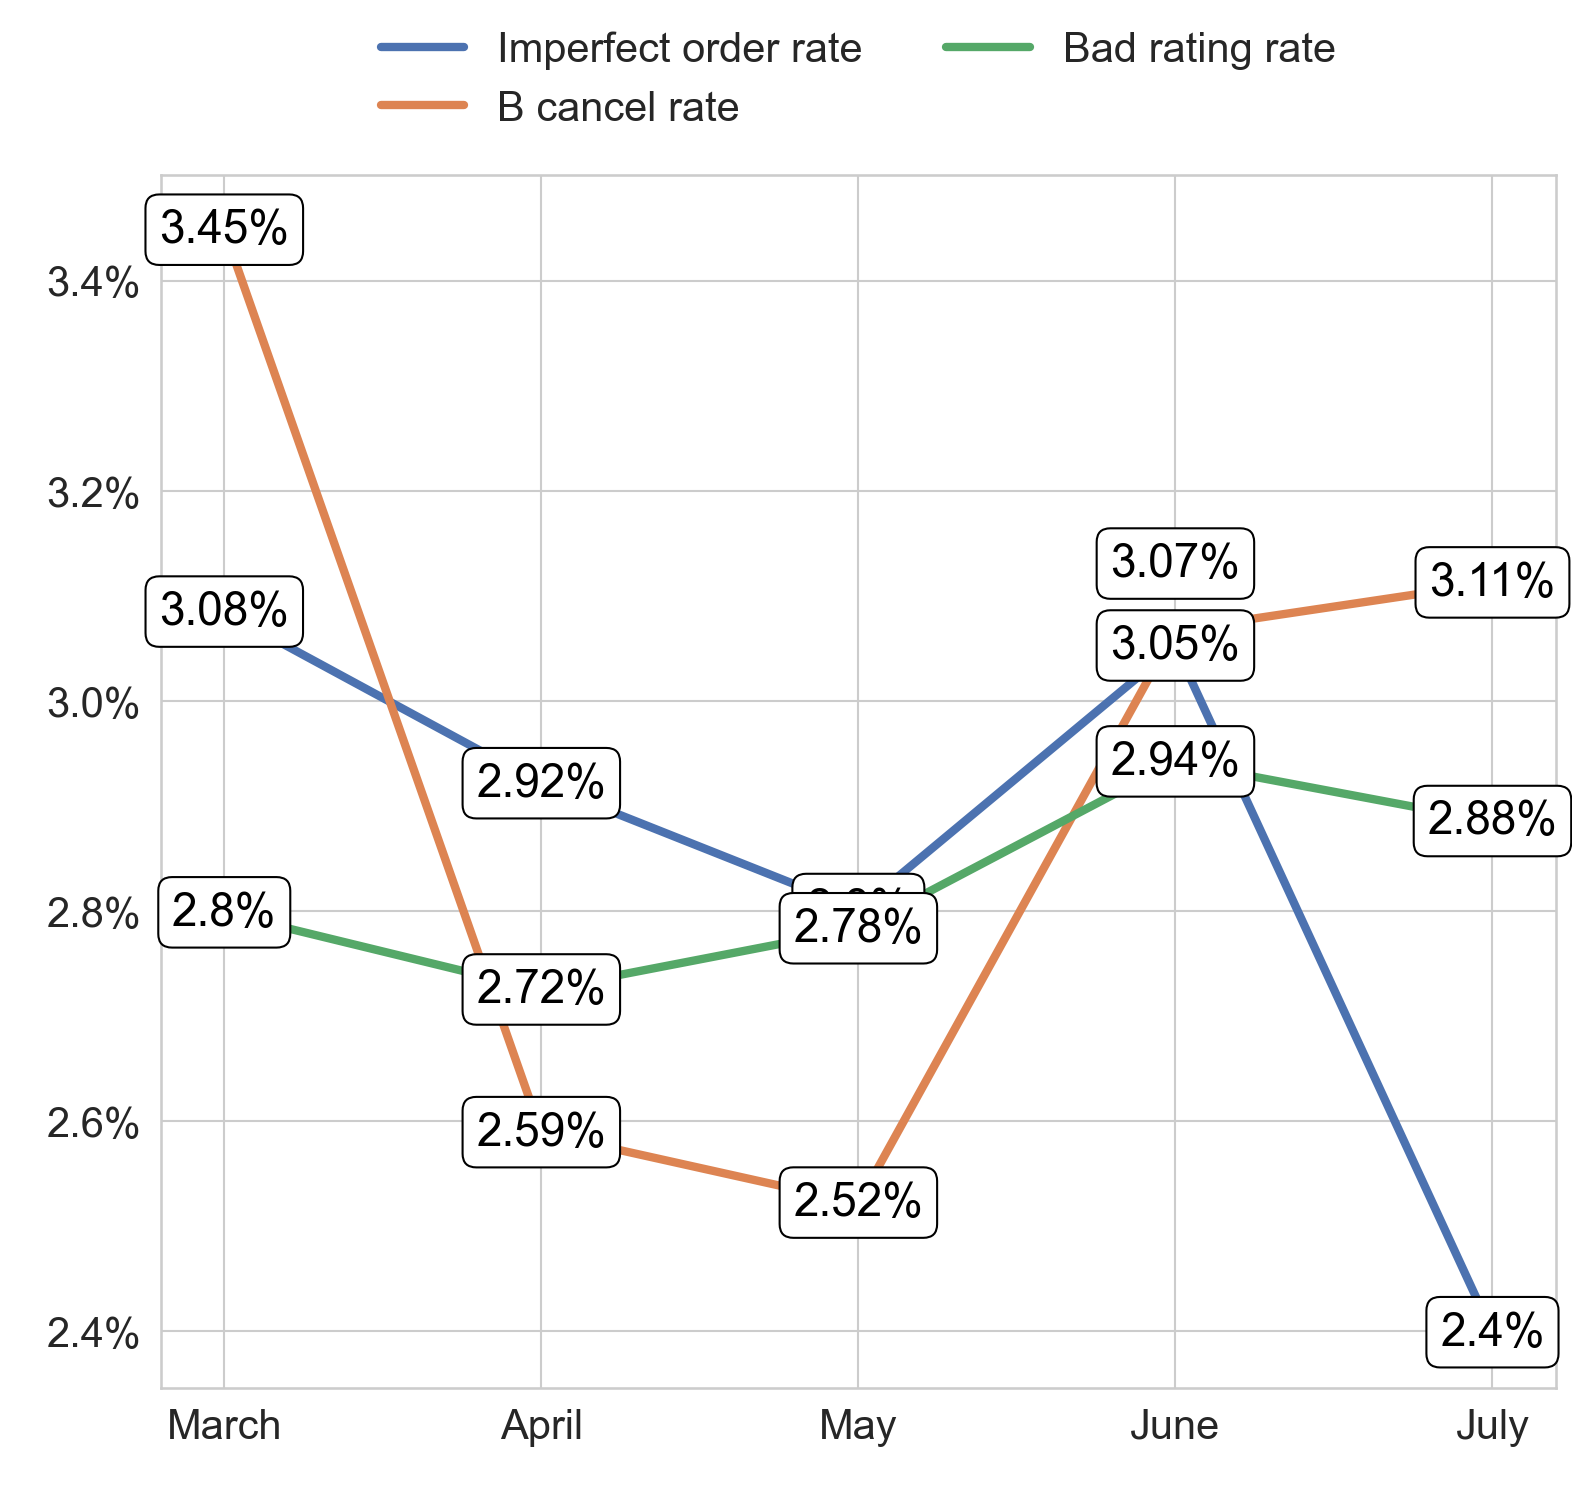 Imperfect order rate
B cancel rate
Bad rating rate
3.4%
3.2%
3.0%
2.8%
2.6%
2.4%
3.45%
3.08%
2.8%
2.92%
2.72%
2.59%
2.78%
2.52%
3.07%
3.05%
2.94%
3.11%
2.88%
2.4%
March
April
May
June
July